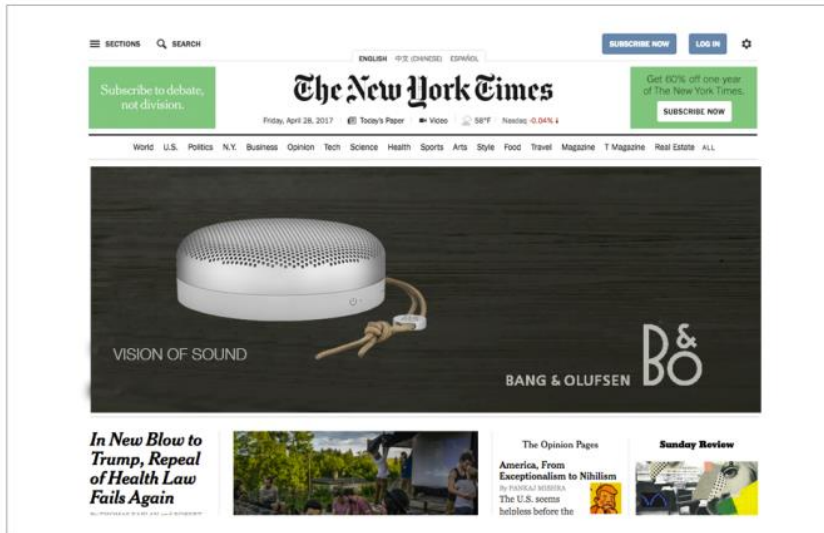 SECTIONS SEARCH
SUBSCRIBE NOW LOG IN
ENGLISH 中文 (CHINESE) ESPAÑOL
Subscribe to debate,
not division.
The New York Times
Get 60% off one year
of The New York Times.
SUBSCRIBE NOW
Friday, April 28, 2017 Today's Paper Video 58°F Nasdaq -0.04%
World U.S. Politics N.Y. Business Opinion Tech Science Health Sports Arts Style Food Travel Magazine T Magazine Real Estate ALL
VISION OF SOUND
BANG & OLUFSEN
B&O
In New Blow to
Trump, Repeal
of Health Law
Fails Again
The Opinion Pages
America, From
Exceptionalism to Nihilism
By PANKAJ MISHRA
The U.S. seems
helpless before the
Sunday Review